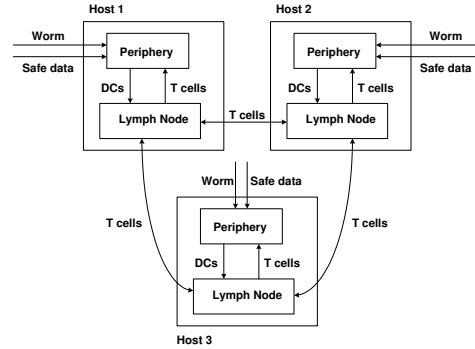 Host 1
Host 2
Worm
Safe data
Periphery
DCs
T cells
Lymph Node
T cells
Periphery
DCs
T cells
Lymph Node
Worm
Safe data
T cells
T cells
Worm
Safe data
Periphery
DCs
T cells
Lymph Node
Host 3